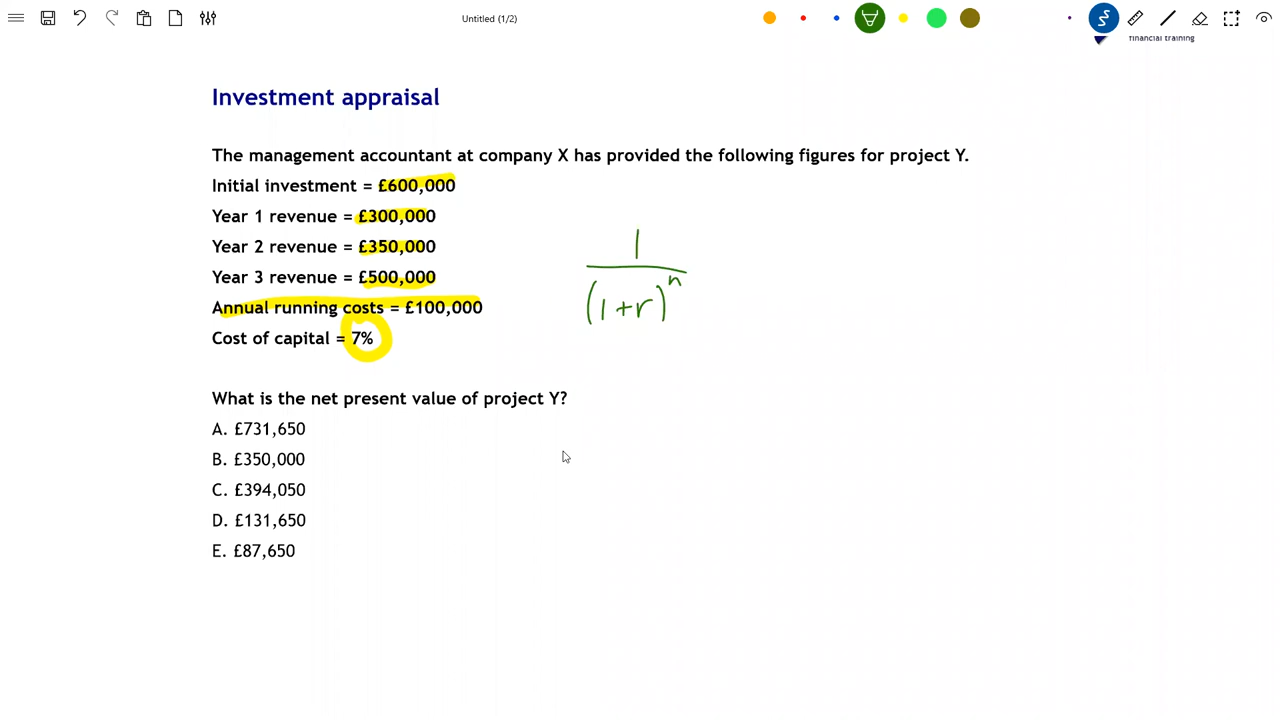 Untitled (1/2)
financial training
Investment appraisal
The management accountant at company X has provided the following figures for project Y.
Initial investment = £600,000
Year 1 revenue = £300,000
Year 2 revenue = £350,000
Year 3 revenue = £500,000
Annual running costs = £100,000
Cost of capital = 7%
1
(1+r)^n
What is the net present value of project Y?
A. £731,650
B. £350,000
C. £394,050
D. £131,650
E. £87,650